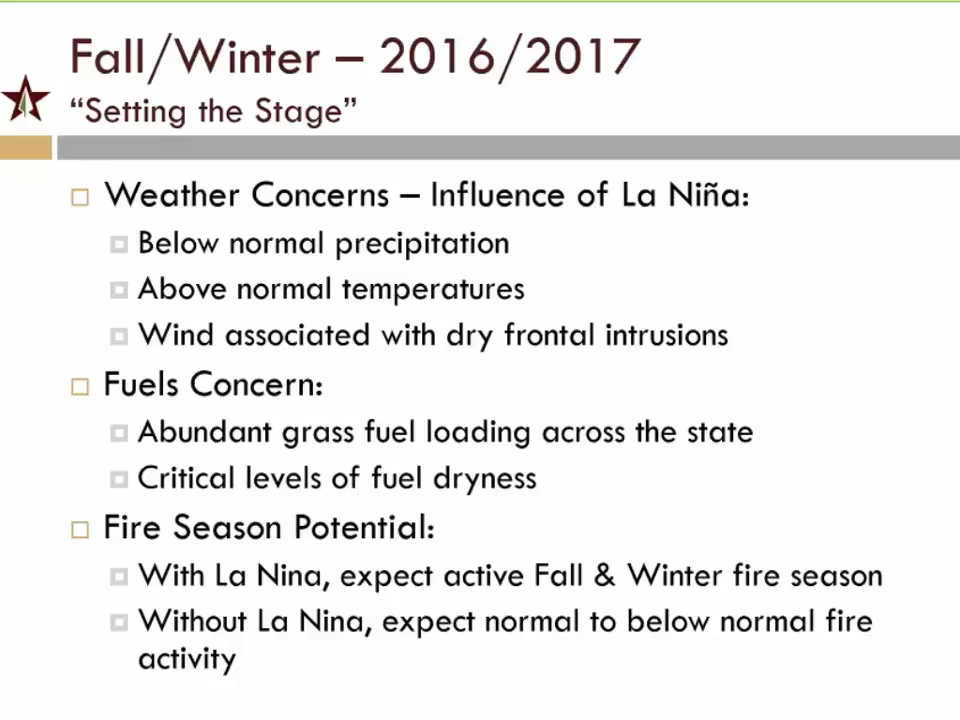 Fall/Winter – 2016/2017
“Setting the Stage”
Weather Concerns – Influence of La Niña:
Below normal precipitation
Above normal temperatures
Wind associated with dry frontal intrusions
Fuels Concern:
Abundant grass fuel loading across the state
Critical levels of fuel dryness
Fire Season Potential:
With La Nina, expect active Fall & Winter fire season
Without La Nina, expect normal to below normal fire
activity